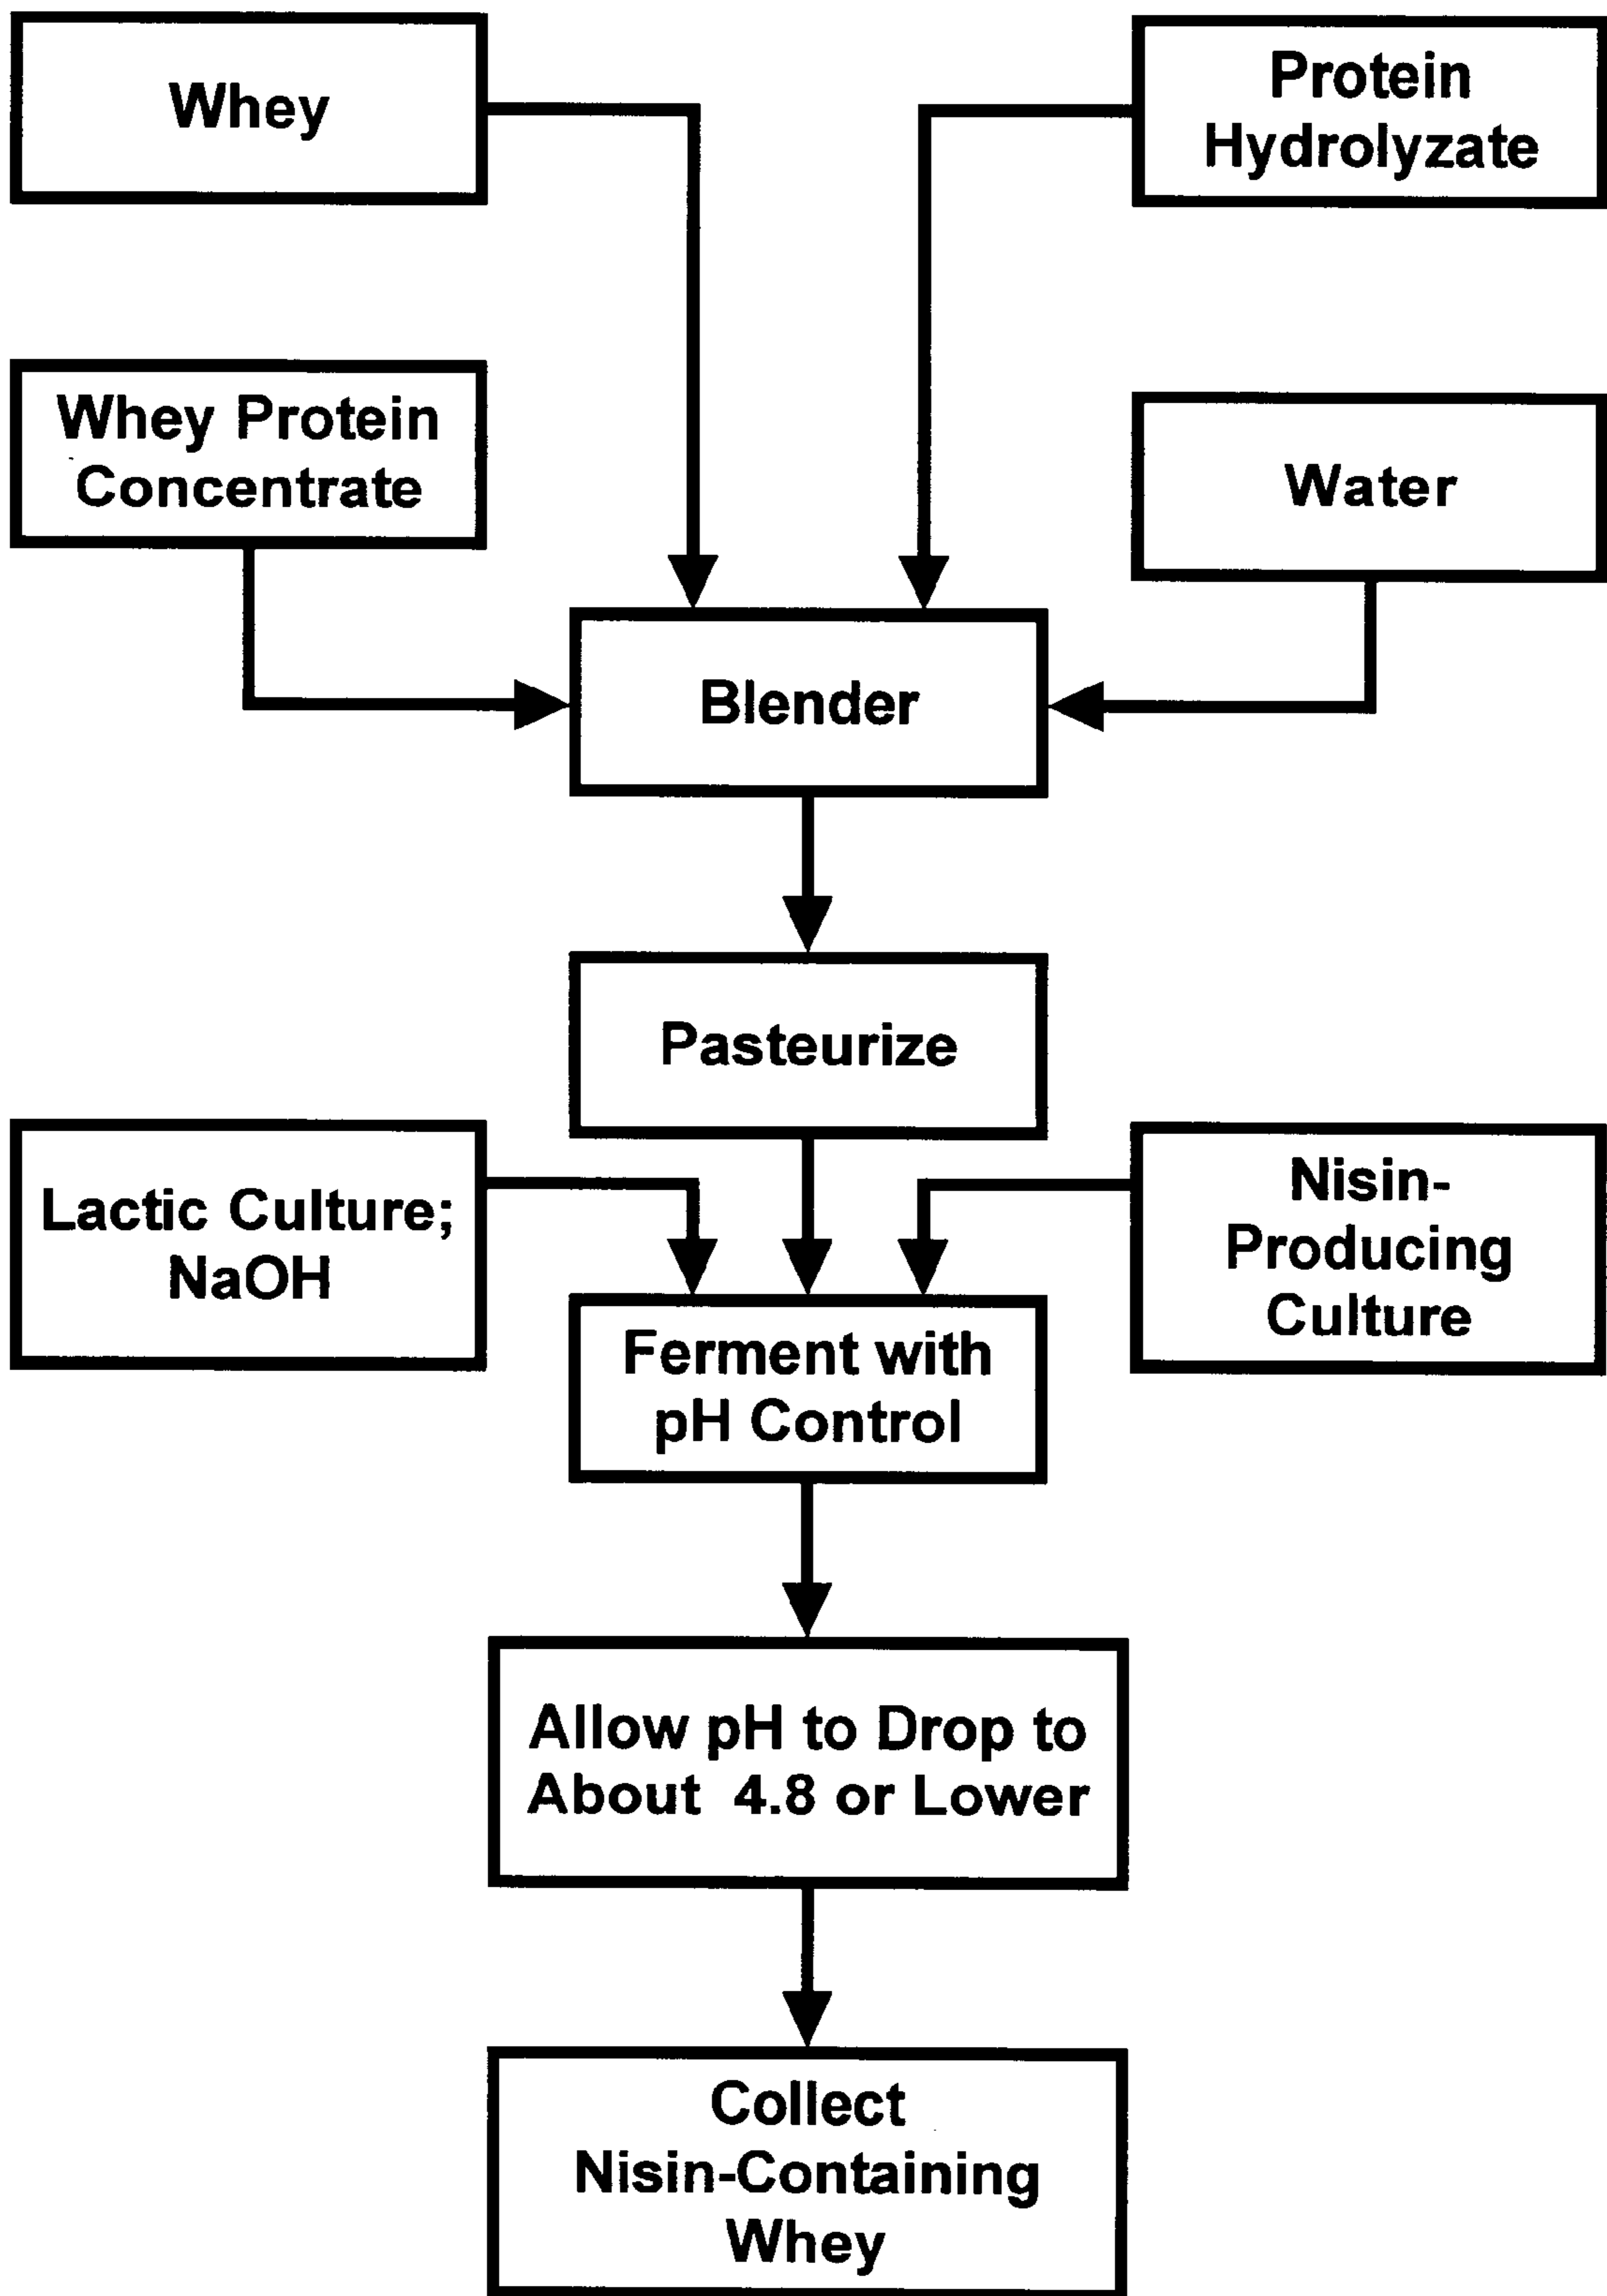 Whey
Protein
Hydrolyzate
Whey Protein
Concentrate
Water
Blender
Pasteurize
Lactic Culture;
NaOH
Nisin-
Producing
Culture
Ferment with
pH Control
Allow pH to Drop to
About 4.8 or Lower
Collect
Nisin-Containing
Whey